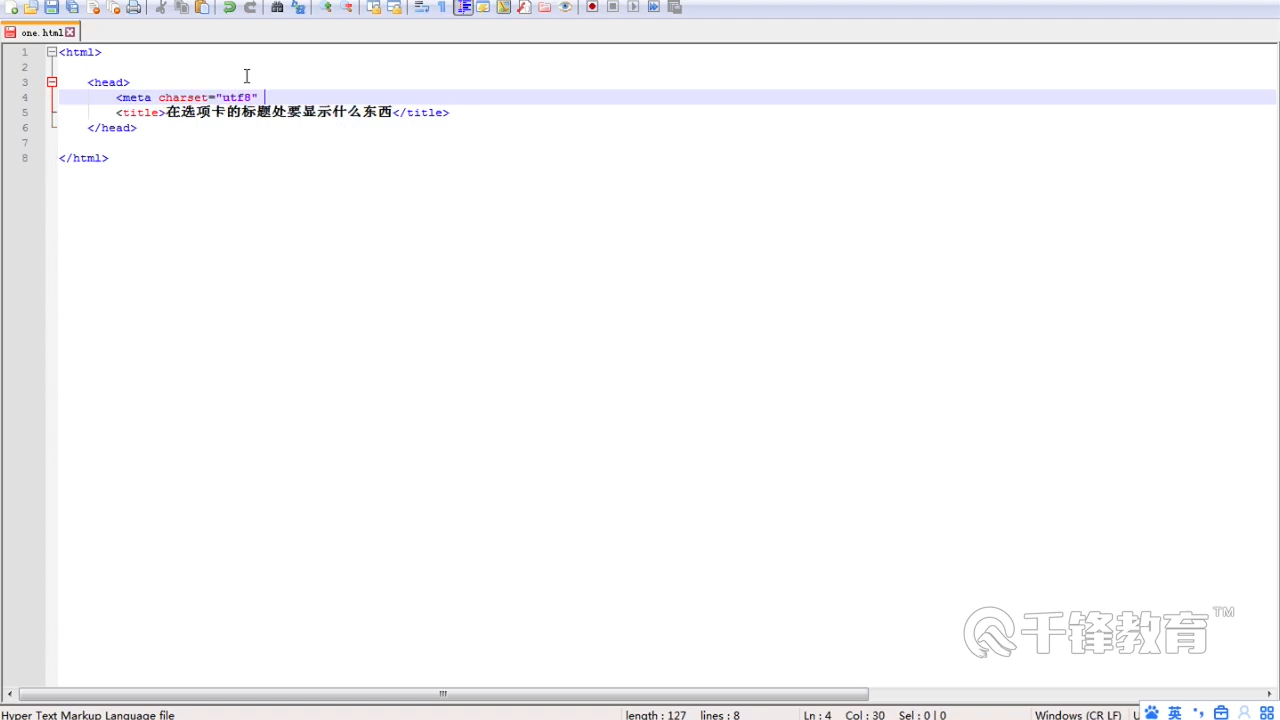 one.html
1 <html>
2
3 <head>
4 <meta charset="utf8"
5 <title>在选项卡的标题处要显示什么东西</title>
6 </head>
7
8 </html>
千锋教育™
Hyper Text Markup Language file length : 127 lines : 8 Ln : 4 Col : 30 Sel : 0 | 0 Windows (CR LF) U 英